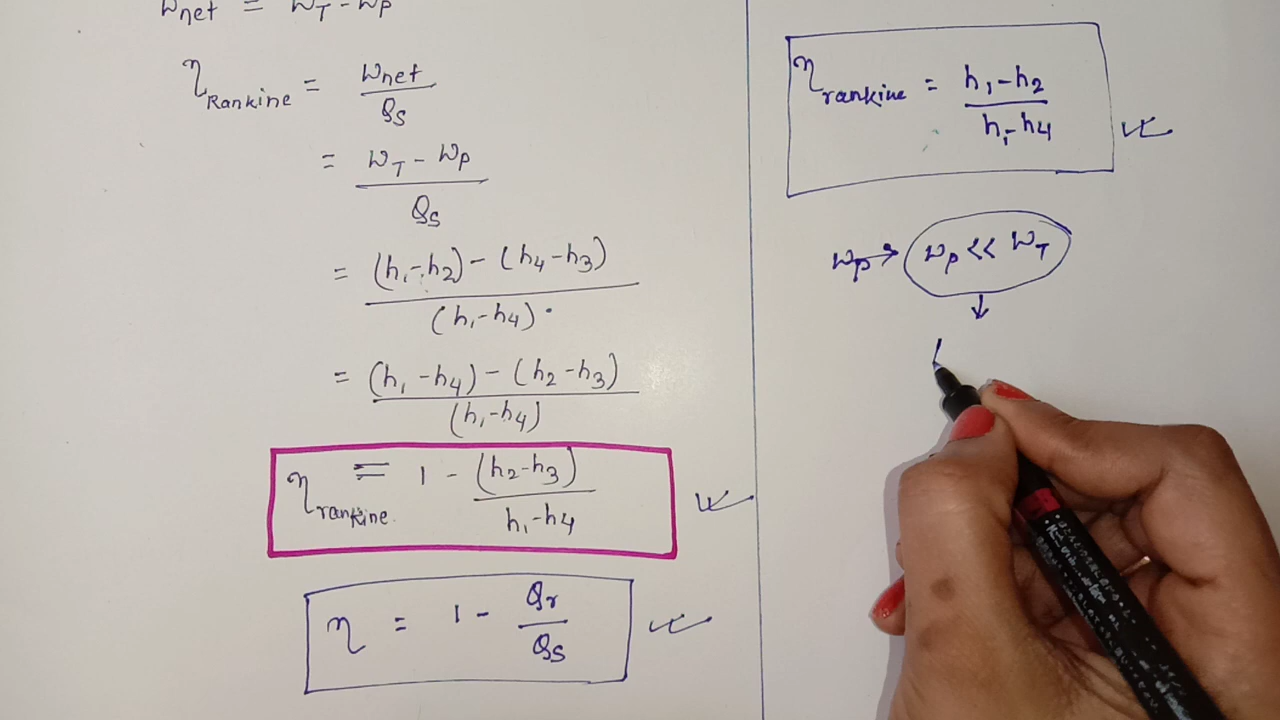 Wnet = WT - WP
ηRankine = Wnet / QS
= WT - WP / QS
= (h1 - h2) - (h4 - h3) / (h1 - h4)
= (h1 - h4) - (h2 - h3) / (h1 - h4)
ηrankine = 1 - (h2 - h3) / h1 - h4
η = 1 - Qr / QS
ηrankine = h1 - h2 / h1 - h4
WP → WP << WT
↓